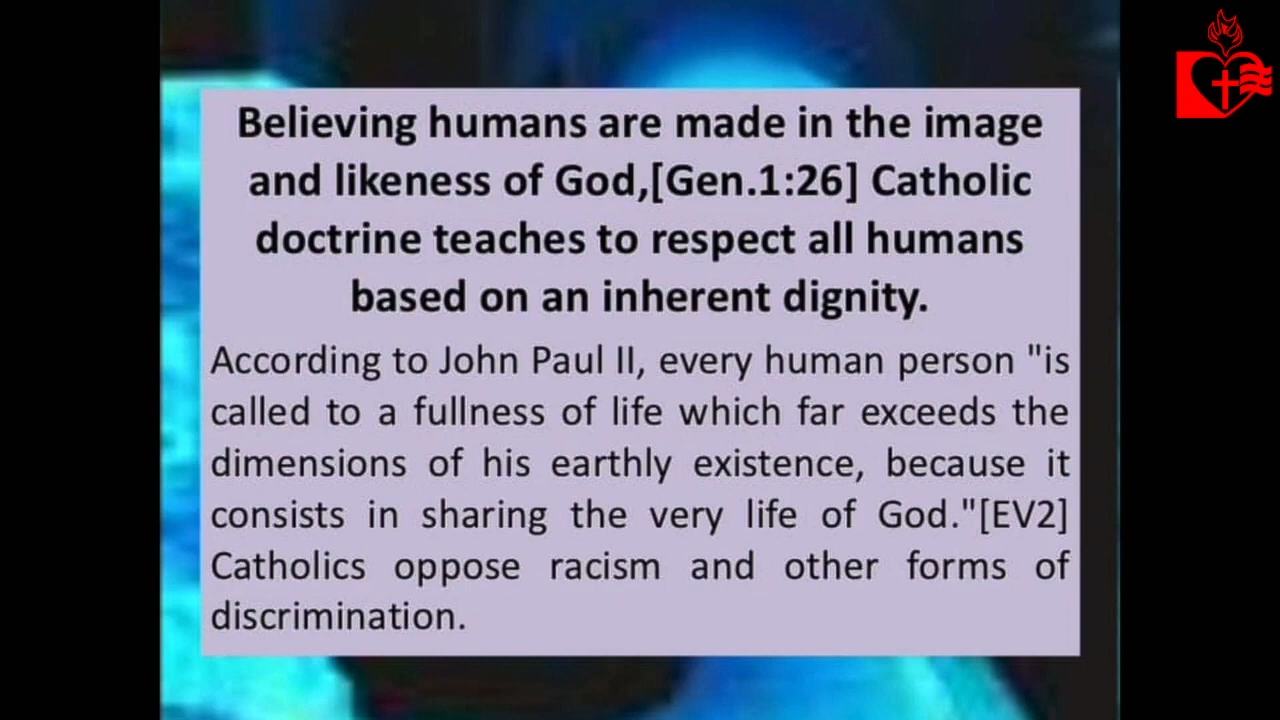 Believing humans are made in the image
and likeness of God,[Gen.1:26] Catholic
doctrine teaches to respect all humans
based on an inherent dignity.
According to John Paul II, every human person "is
called to a fullness of life which far exceeds the
dimensions of his earthly existence, because it
consists in sharing the very life of God."[EV2]
Catholics oppose racism and other forms of
discrimination.